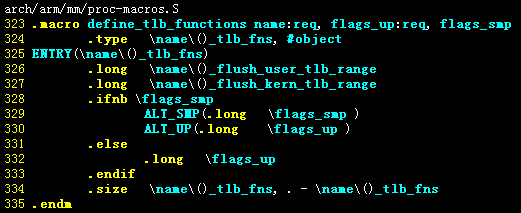 arch/arm/mm/proc-macros.S
323 .macro define_tlb_functions name:req, flags_up:req, flags_smp
324 .type \name\()_tlb_fns, #object
325 ENTRY(\name\()_tlb_fns)
326 .long \name\()_flush_user_tlb_range
327 .long \name\()_flush_kern_tlb_range
328 .ifnb \flags_smp
329 ALT_SMP(.long \flags_smp )
330 ALT_UP(.long \flags_up )
331 .else
332 .long \flags_up
333 .endif
334 .size \name\()_tlb_fns, . - \name\()_tlb_fns
335 .endm